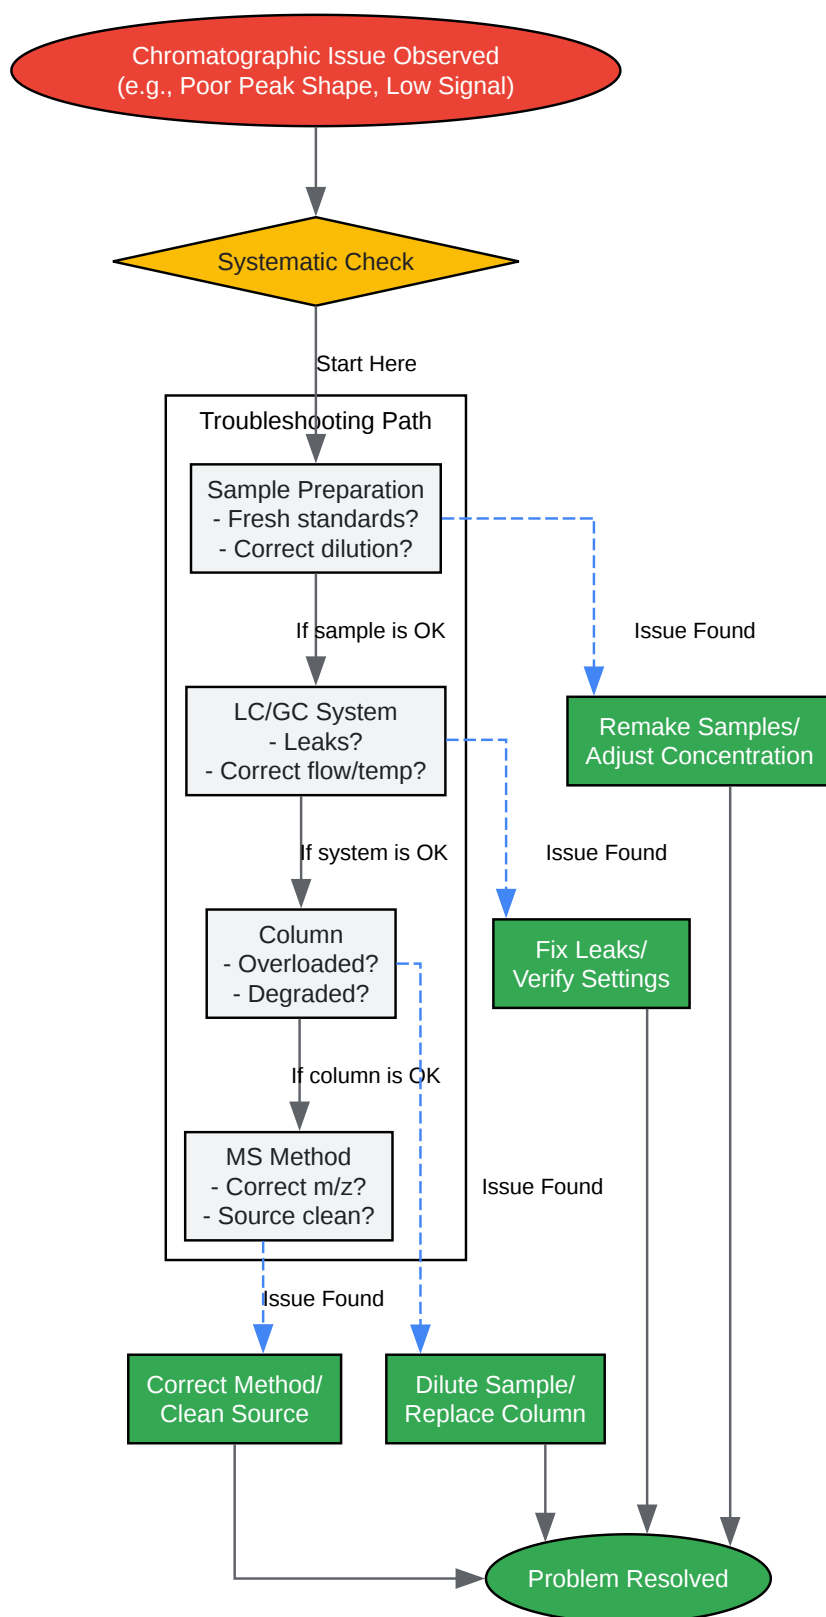 Chromatographic Issue Observed
(e.g., Poor Peak Shape, Low Signal)
Systematic Check
Start Here
Troubleshooting Path
Sample Preparation
- Fresh standards?
- Correct dilution?
If sample is OK
Issue Found
LC/GC System
- Leaks?
- Correct flow/temp?
Remake Samples/
Adjust Concentration
If system is OK
Issue Found
Column
- Overloaded?
- Degraded?
Fix Leaks/
Verify Settings
If column is OK
MS Method
- Correct m/z?
- Source clean?
Issue Found
Issue Found
Correct Method/
Clean Source
Dilute Sample/
Replace Column
Problem Resolved